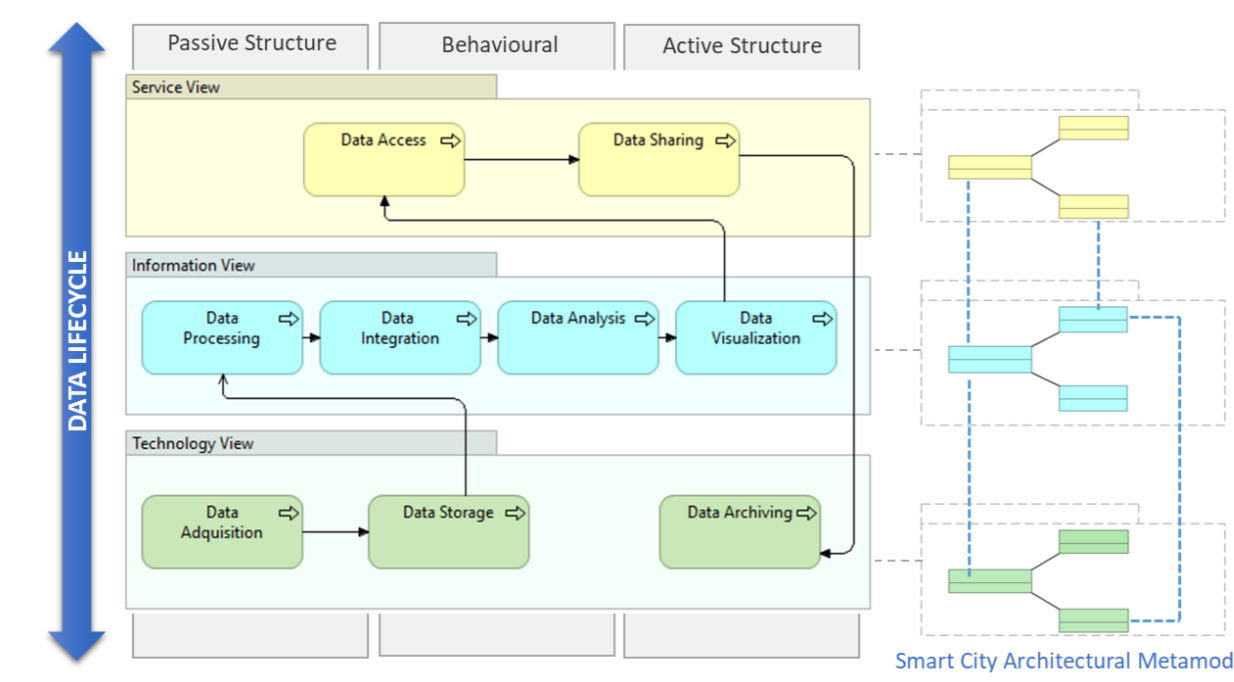 Passive Structure
Behavioural
Active Structure
DATA LIFECYCLE
Service View
Data Access
Data Sharing
Information View
Data
Processing
Data
Integration
Data Analysis
Data
Visualization
Technology View
Data
Adquisition
Data Storage
Data Archiving
Smart City Architectural Metamod